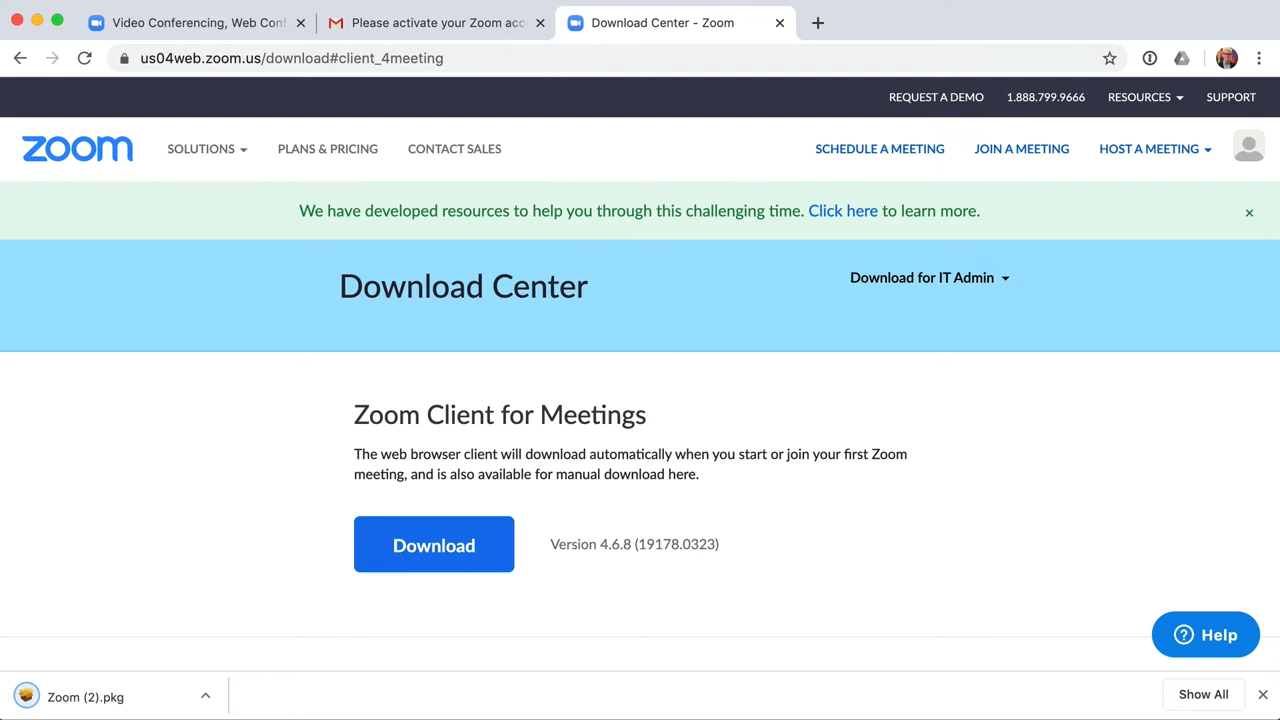 Video Conferencing, Web Conf
Please activate your Zoom acc
Download Center - Zoom
us04web.zoom.us/download#client_4meeting
REQUEST A DEMO 1.888.799.9666 RESOURCES SUPPORT
zoom SOLUTIONS PLANS & PRICING CONTACT SALES SCHEDULE A MEETING JOIN A MEETING HOST A MEETING
We have developed resources to help you through this challenging time. Click here to learn more.
Download Center
Download for IT Admin
Zoom Client for Meetings
The web browser client will download automatically when you start or join your first Zoom
meeting, and is also available for manual download here.
Download Version 4.6.8 (19178.0323)
Help
Zoom (2).pkg
Show All